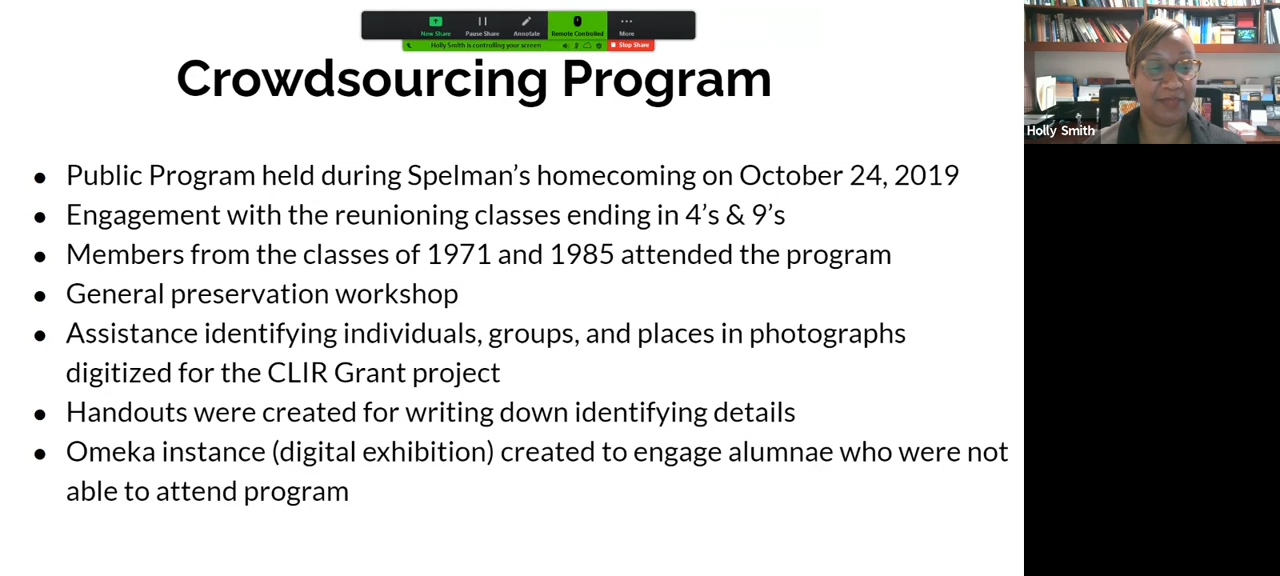 New Share Pause Share Annotate Remote Controlled More
Holly Smith is controlling your screen Stop Share
Crowdsourcing Program
Holly Smith
● Public Program held during Spelman’s homecoming on October 24, 2019
● Engagement with the reunioning classes ending in 4’s & 9’s
● Members from the classes of 1971 and 1985 attended the program
● General preservation workshop
● Assistance identifying individuals, groups, and places in photographs
digitized for the CLIR Grant project
● Handouts were created for writing down identifying details
● Omeka instance (digital exhibition) created to engage alumnae who were not
able to attend program